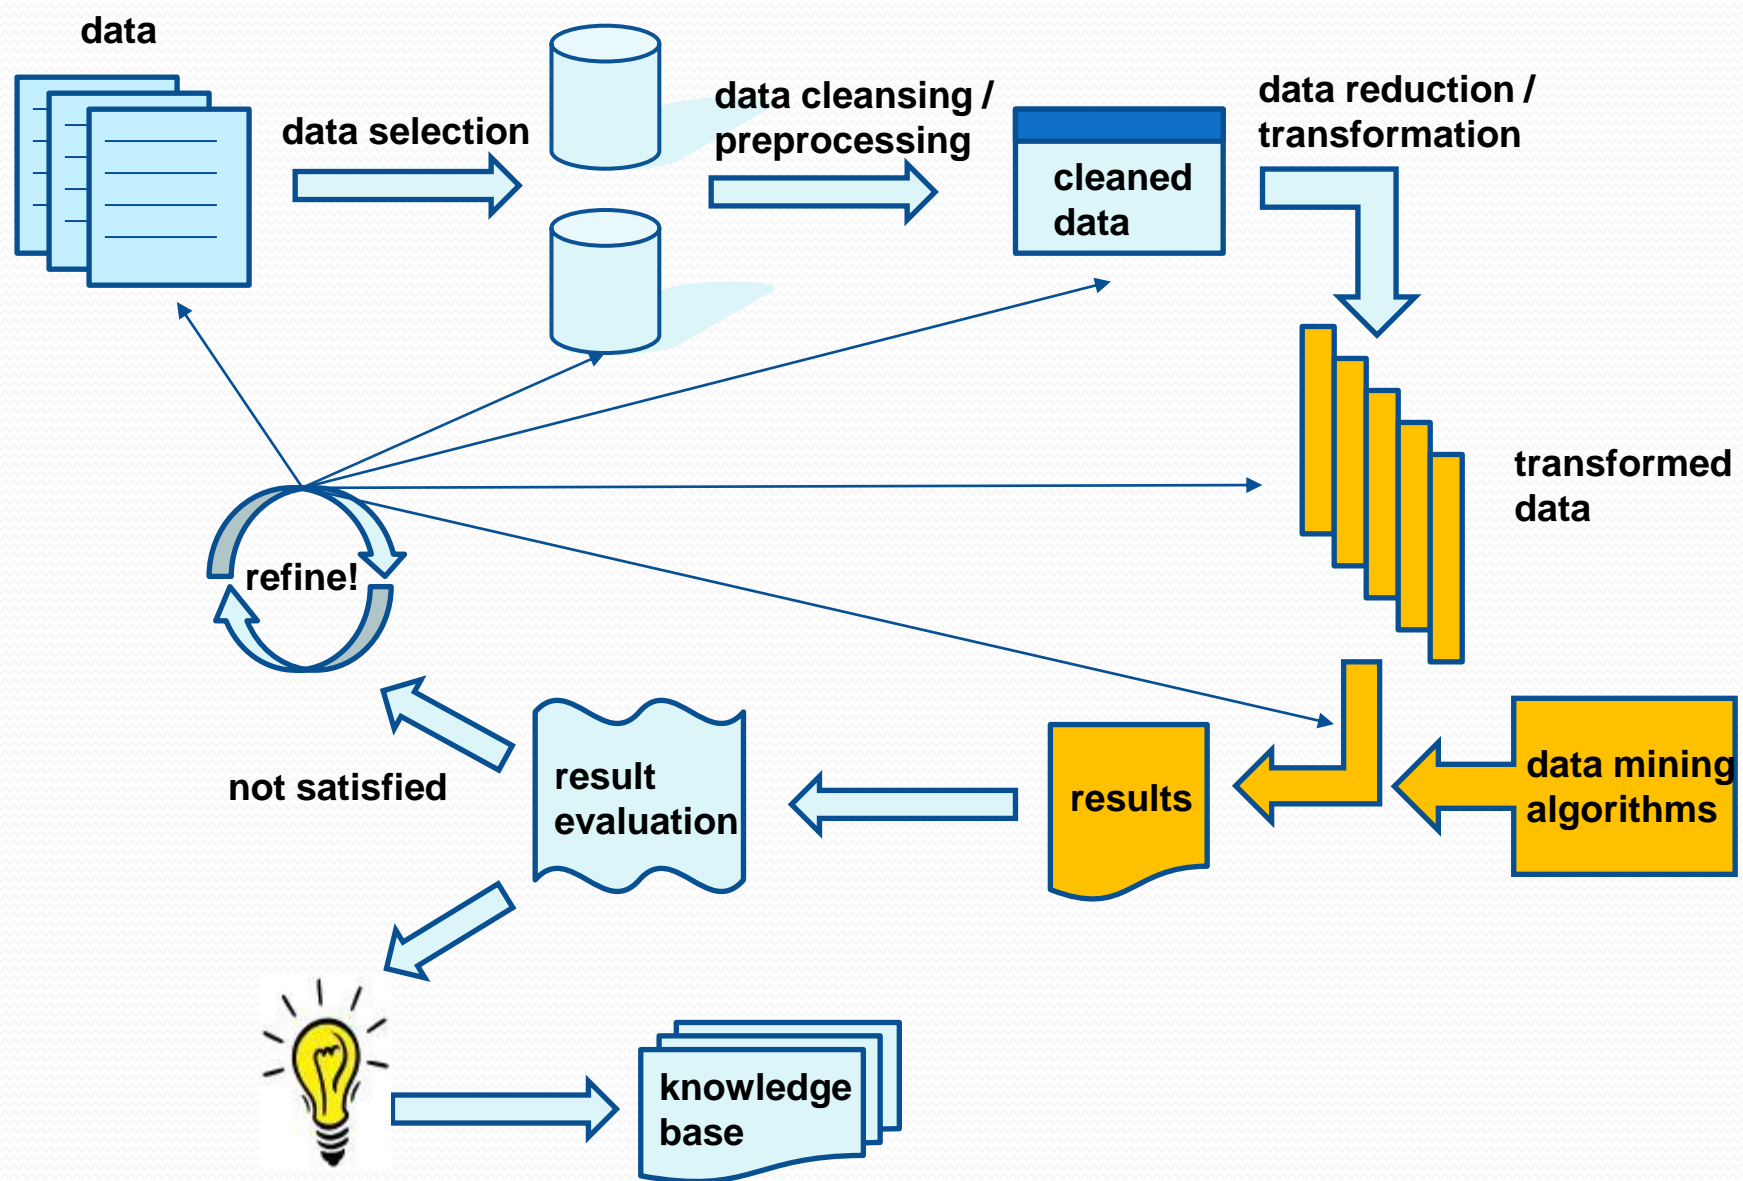 data
data selection
data cleansing /
preprocessing
cleaned
data
data reduction /
transformation
transformed
data
refine!
not satisfied
result
evaluation
results
data mining
algorithms
knowledge
base